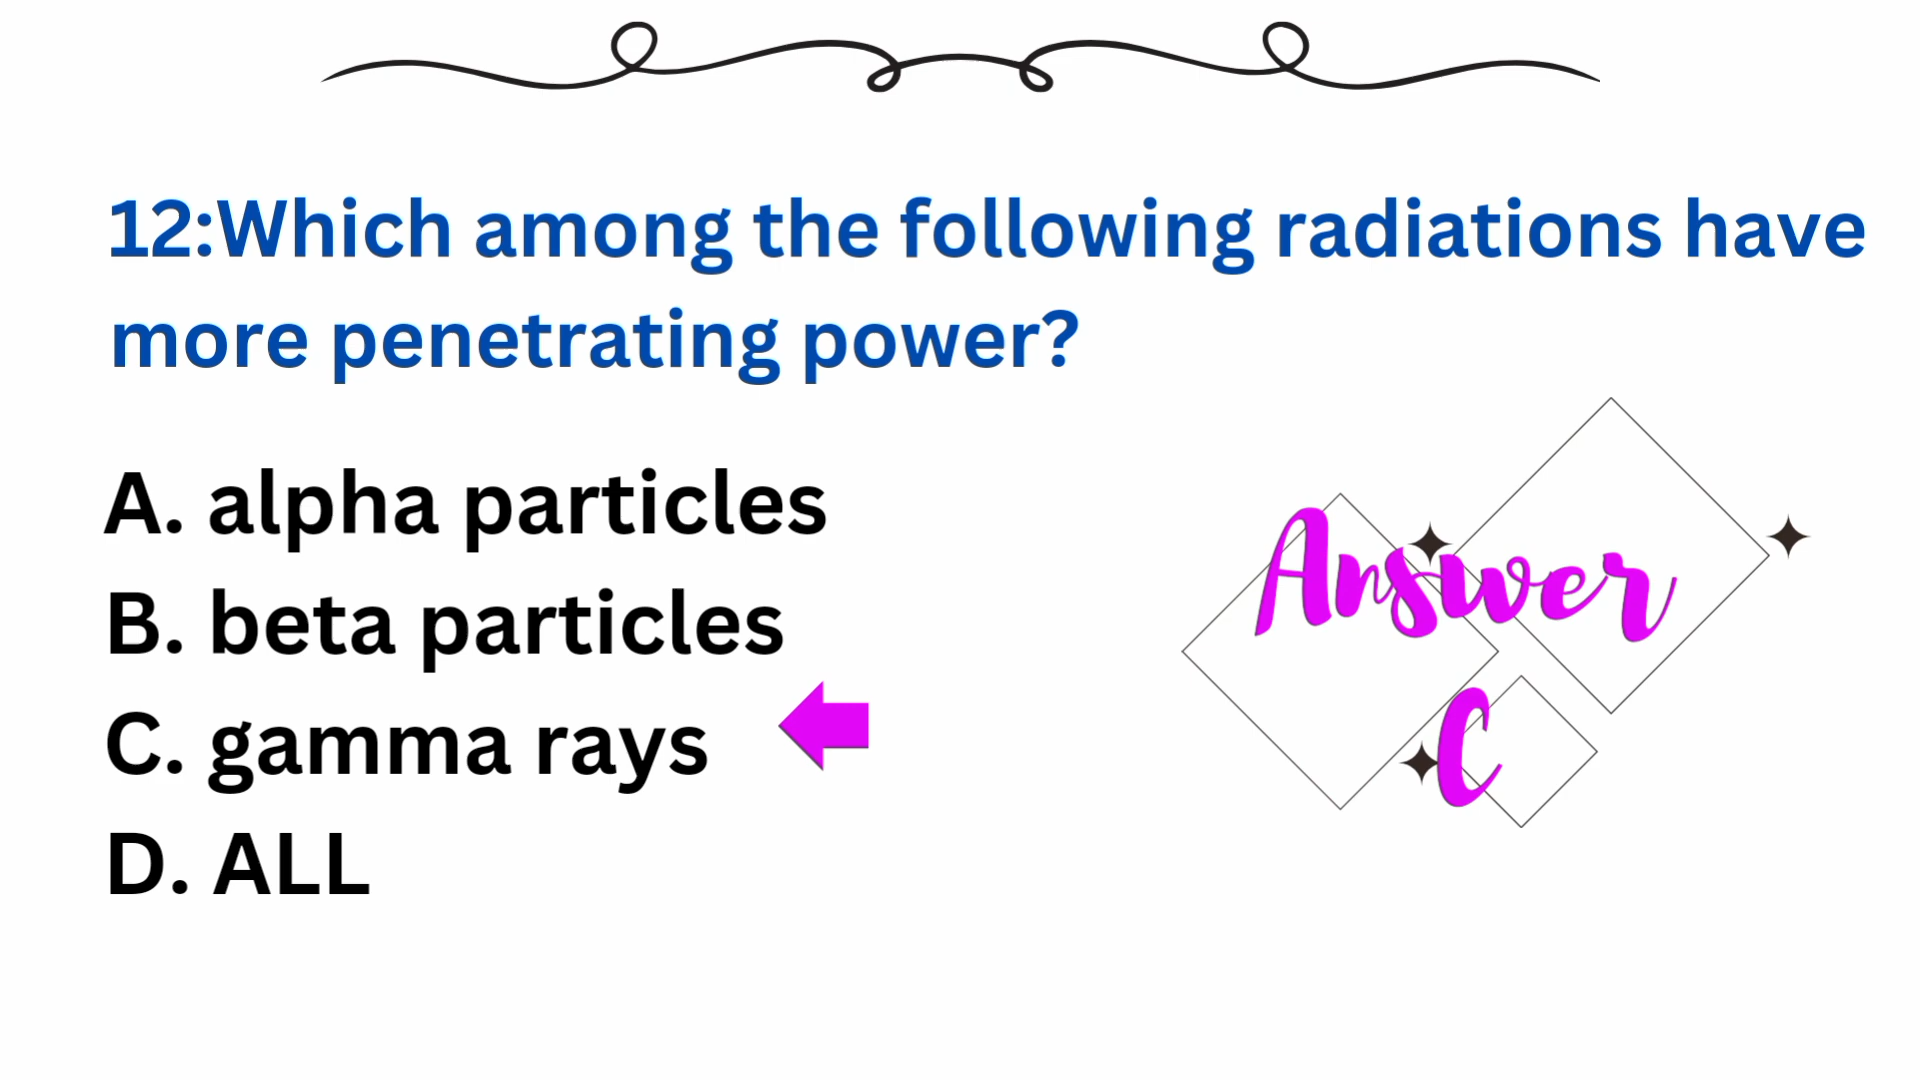 12:Which among the following radiations have
more penetrating power?
A. alpha particles
B. beta particles
C. gamma rays
D. ALL
Answer
C